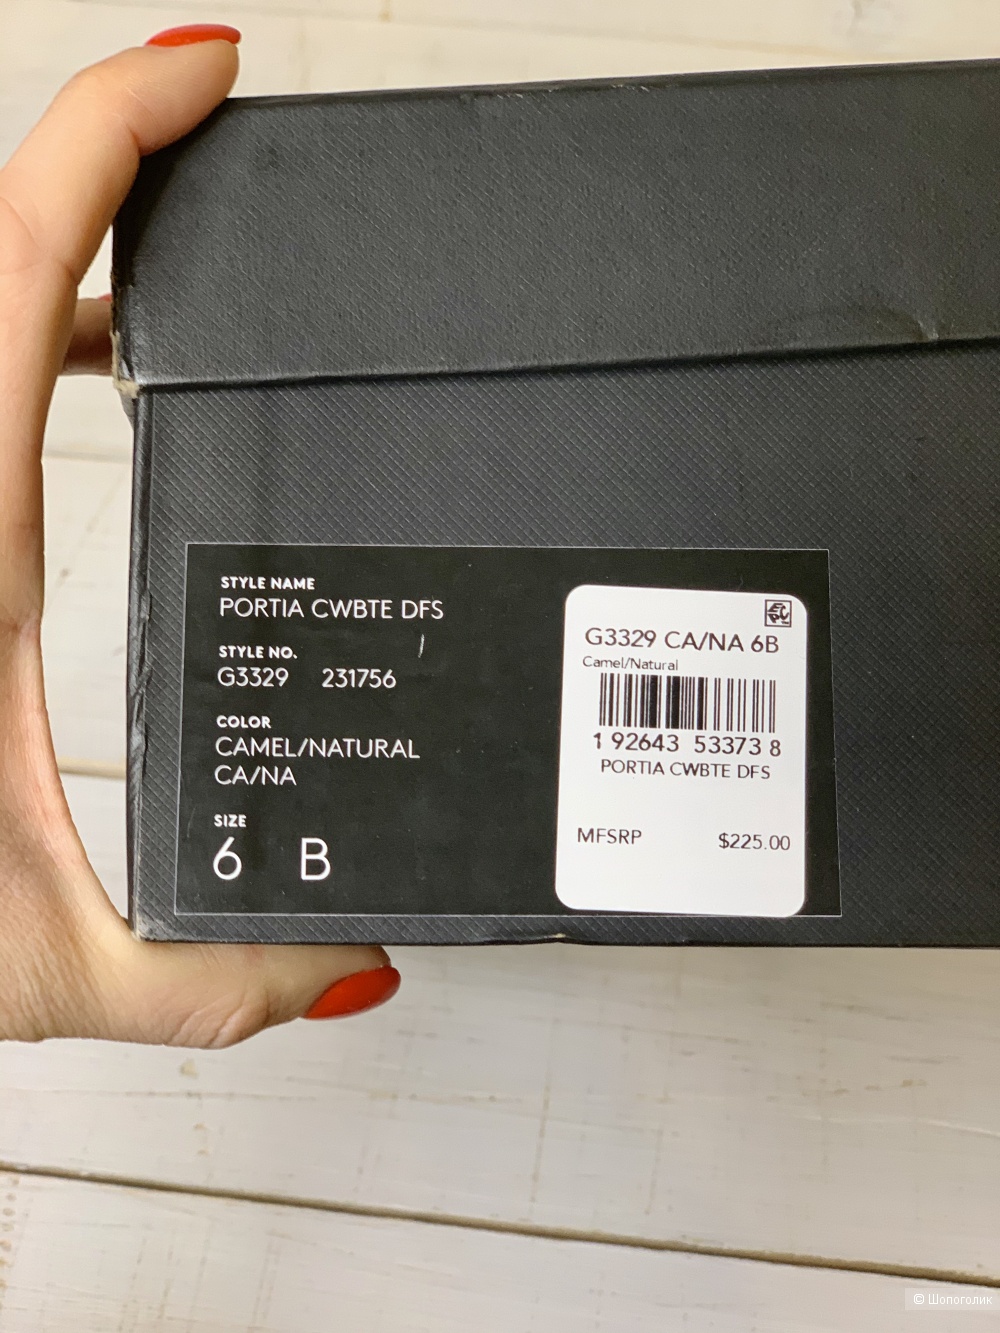 STYLE NAME
PORTIA CWBTE DFS
STYLE NO.
G3329 231756
COLOR
CAMEL/NATURAL
CA/NA
SIZE
6 B
EPC
G3329 CA/NA 6B
Camel/Natural
1 92643 53373 8
PORTIA CWBTE DFS
MFSRP $225.00
© Шопоголик